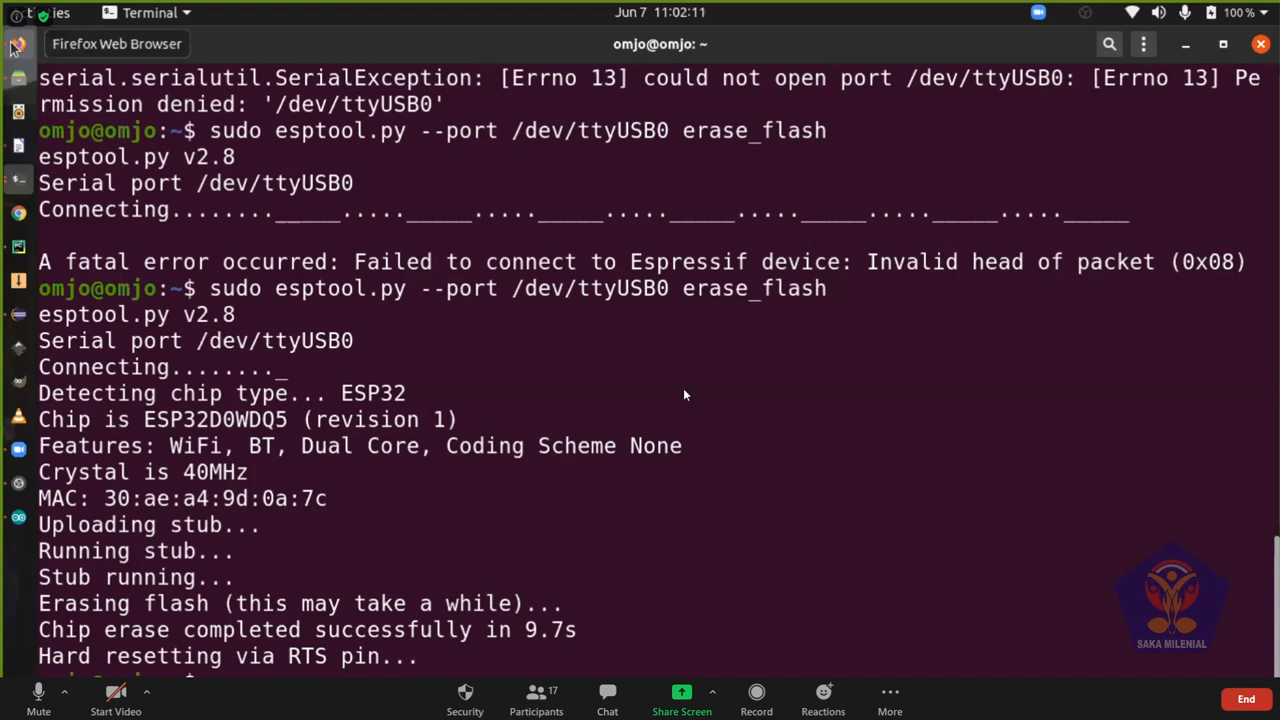 ies
Terminal
Jun 7 11:02:11
100 %
Firefox Web Browser
omjo@omjo: ~
serial.serialutil.SerialException: [Errno 13] could not open port /dev/ttyUSB0: [Errno 13] Pe
rmission denied: '/dev/ttyUSB0'
omjo@omjo:~$ sudo esptool.py --port /dev/ttyUSB0 erase_flash
esptool.py v2.8
Serial port /dev/ttyUSB0
Connecting........_____....._____....._____....._____....._____....._____....._____
A fatal error occurred: Failed to connect to Espressif device: Invalid head of packet (0x08)
omjo@omjo:~$ sudo esptool.py --port /dev/ttyUSB0 erase_flash
esptool.py v2.8
Serial port /dev/ttyUSB0
Connecting........_
Detecting chip type... ESP32
Chip is ESP32D0WDQ5 (revision 1)
Features: WiFi, BT, Dual Core, Coding Scheme None
Crystal is 40MHz
MAC: 30:ae:a4:9d:0a:7c
Uploading stub...
Running stub...
Stub running...
Erasing flash (this may take a while)...
Chip erase completed successfully in 9.7s
Hard resetting via RTS pin...
SAKA MILENIAL
Mute
Start Video
Security
Participants
17
Chat
Share Screen
Record
Reactions
More
End